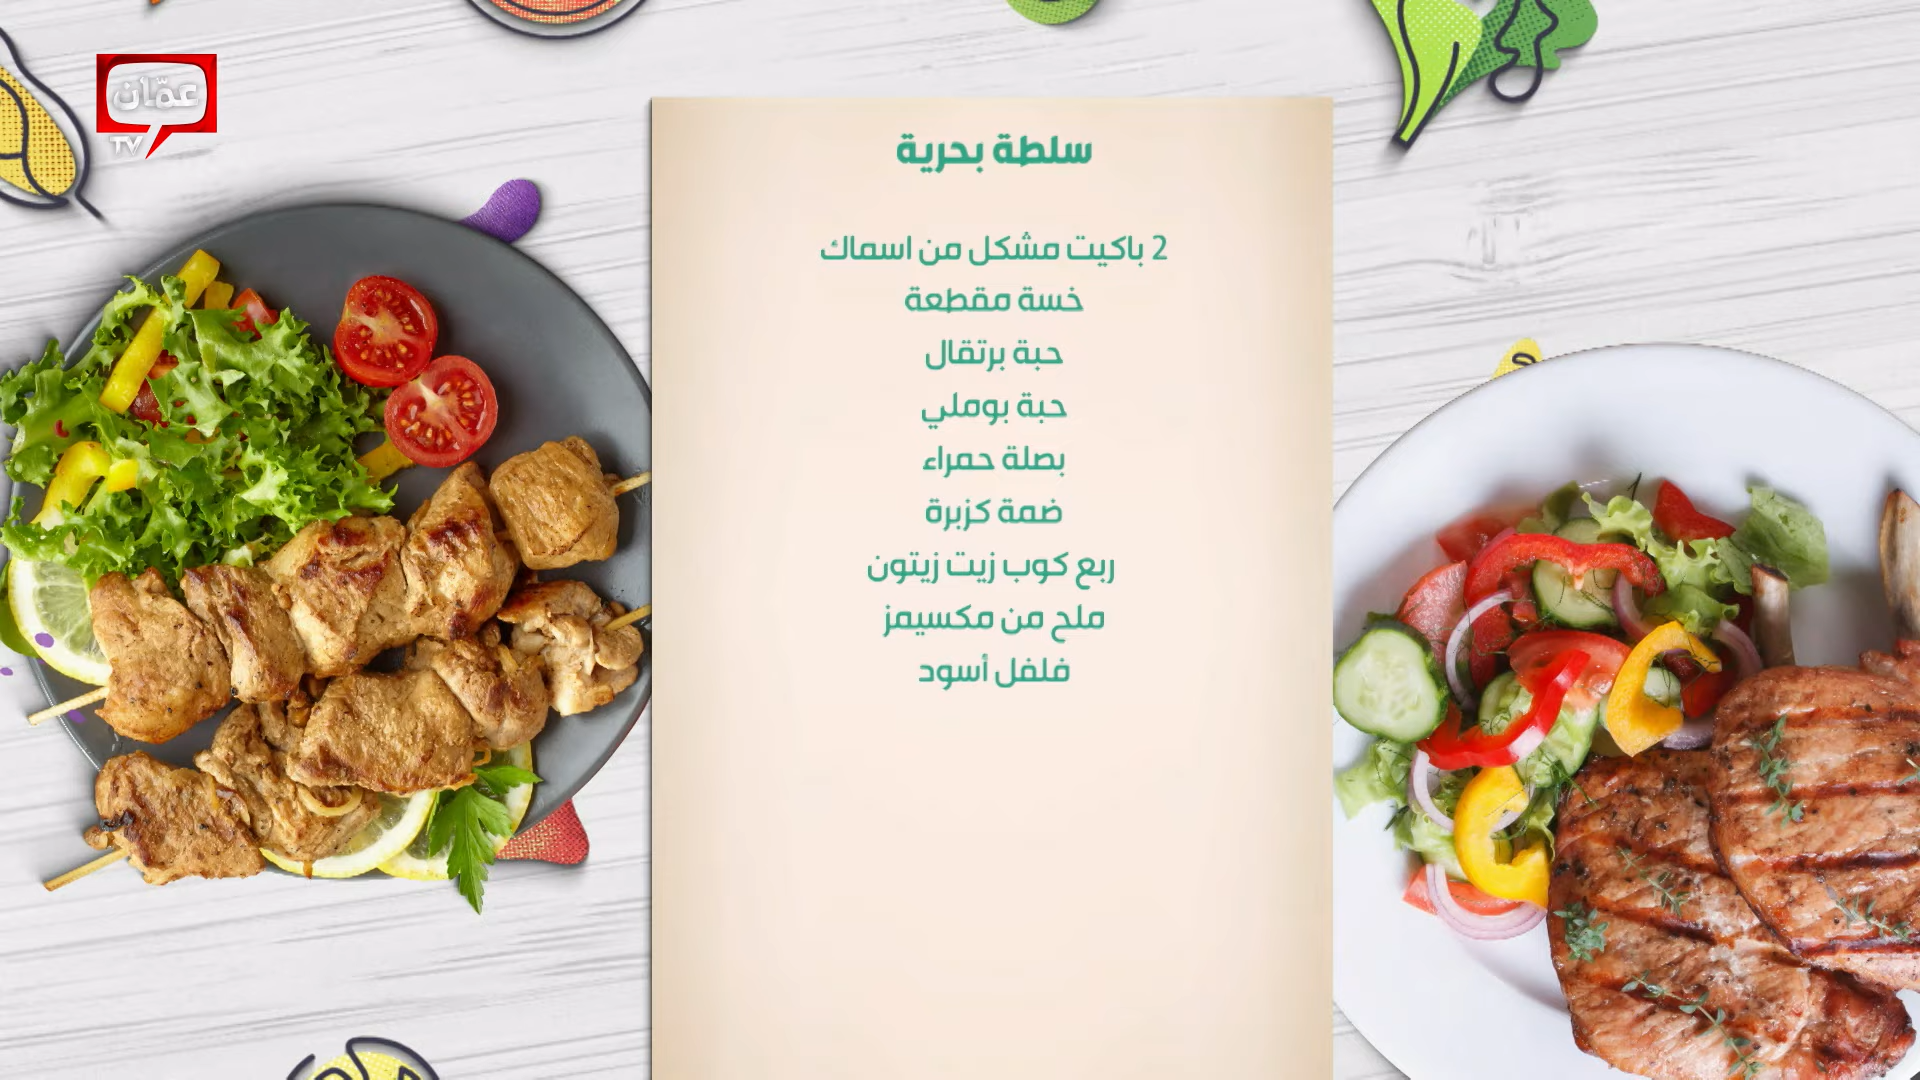 عمّان
TV
سلطة بحرية
2 باكيت مشكل من اسماك
خسة مقطعة
حبة برتقال
حبة بوملي
بصلة حمراء
ضمة كزبرة
ربع كوب زيت زيتون
ملح من مكسيمز
فلفل أسود